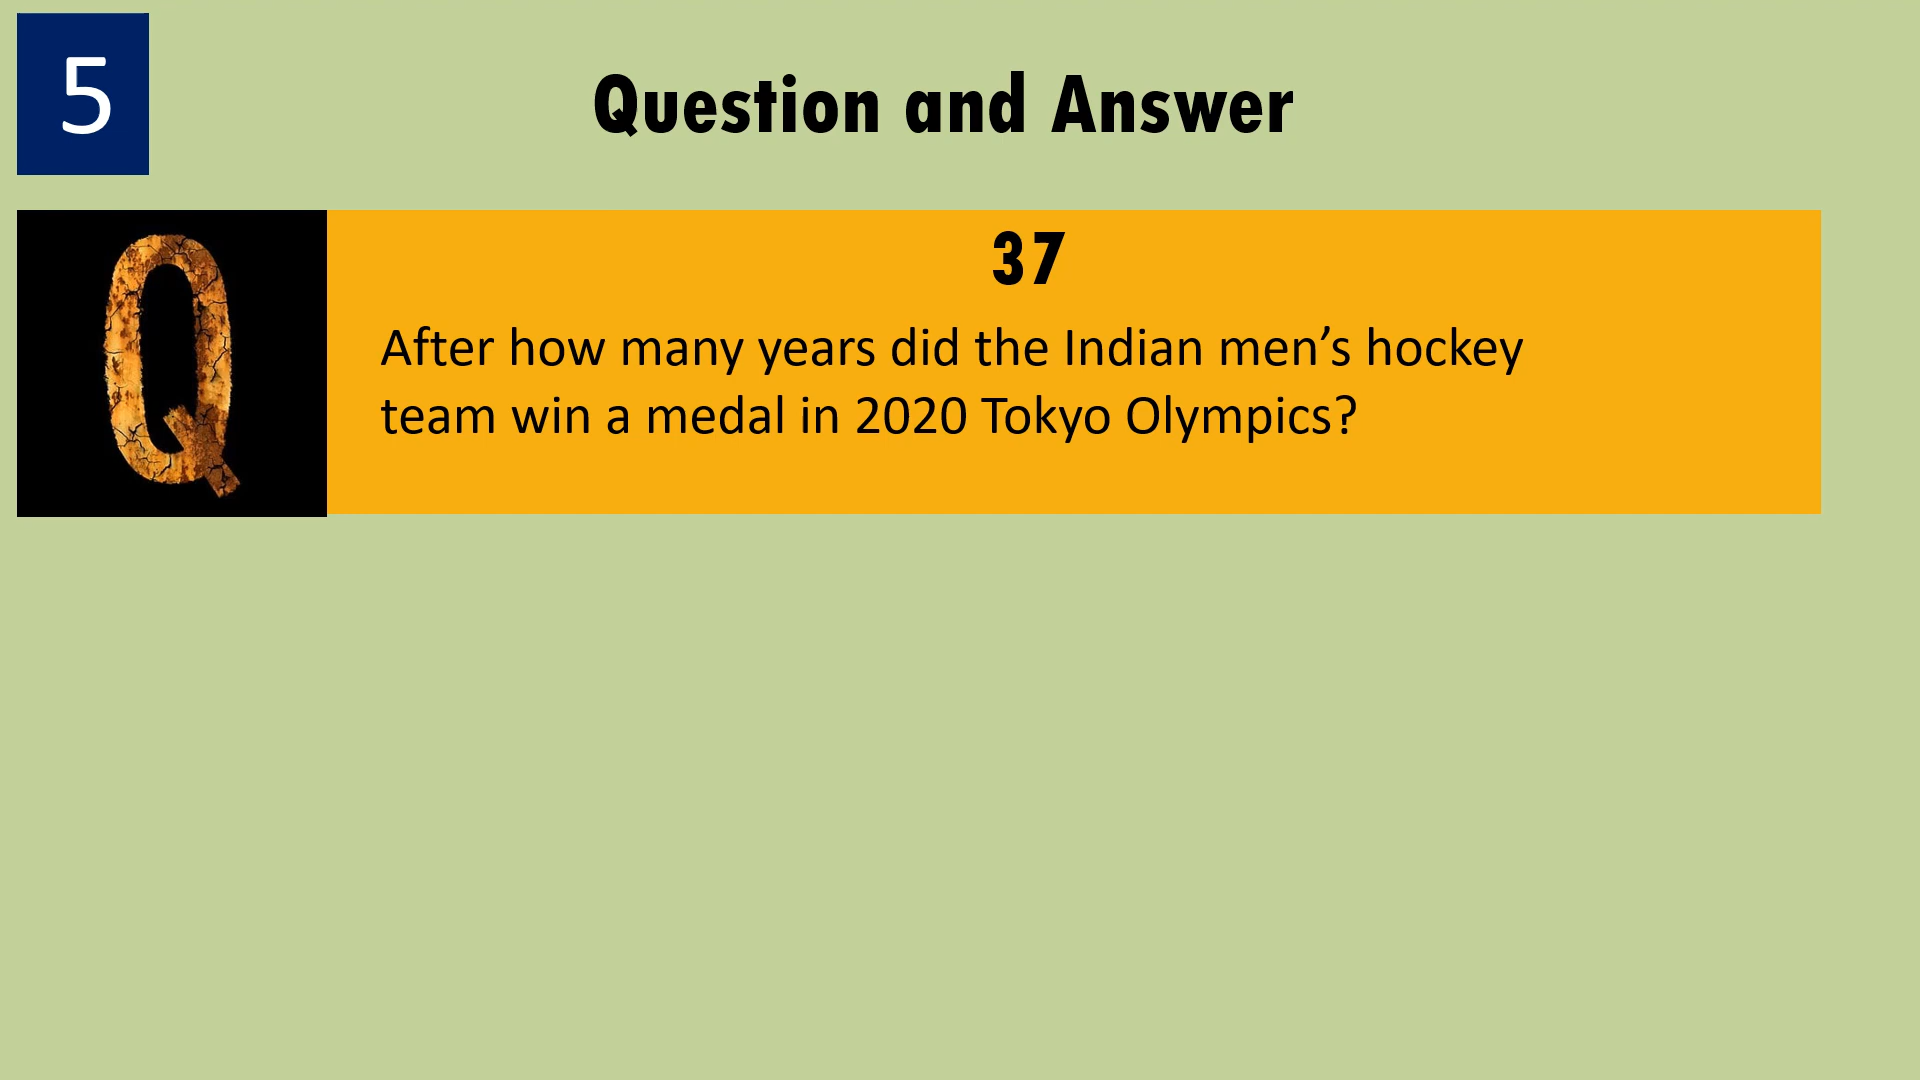 5
Question and Answer
Q
37
After how many years did the Indian men’s hockey
team win a medal in 2020 Tokyo Olympics?